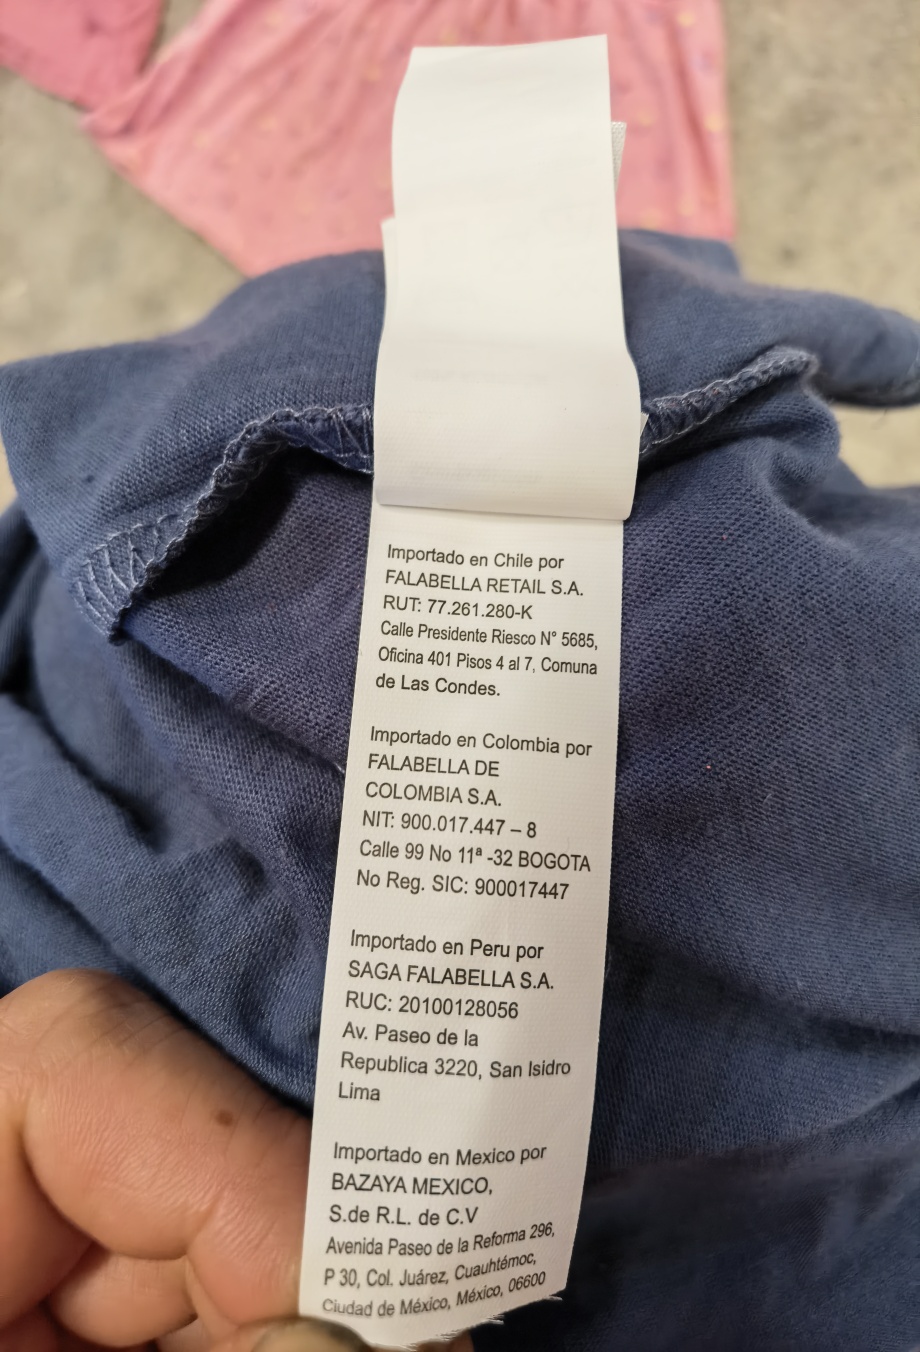 Importado en Chile por
FALABELLA RETAIL S.A.
RUT: 77.261.280-K
Calle Presidente Riesco N° 5685,
Oficina 401 Pisos 4 al 7, Comuna
de Las Condes.
Importado en Colombia por
FALABELLA DE
COLOMBIA S.A.
NIT: 900.017.447 – 8
Calle 99 No 11ª -32 BOGOTA
No Reg. SIC: 900017447
Importado en Peru por
SAGA FALABELLA S.A.
RUC: 20100128056
Av. Paseo de la
Republica 3220, San Isidro
Lima
Importado en Mexico por
BAZAYA MEXICO,
S.de R.L. de C.V
Avenida Paseo de la Reforma 296,
P 30, Col. Juárez, Cuauhtémoc,
Ciudad de México, México, 06600